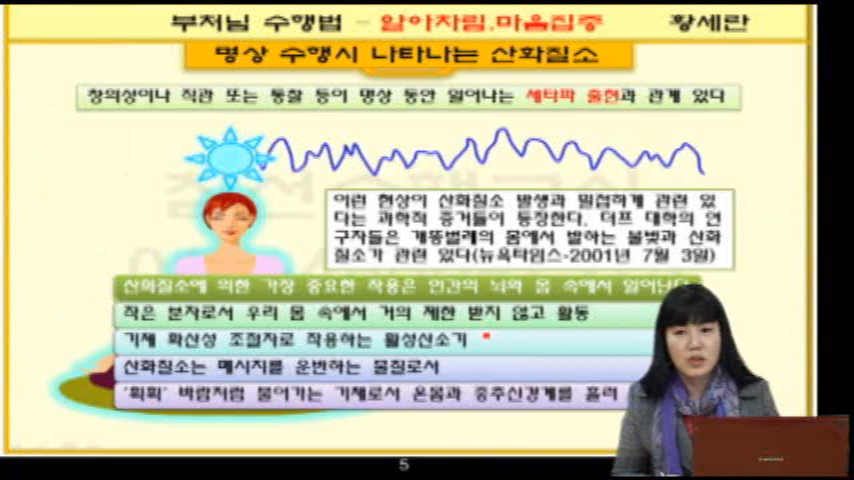 부처님 수행법 - 알아차림.마음집중 황세란
명상 수행시 나타나는 산화질소
창의성이나 직관 또는 통찰 등이 명상 동안 일어나는 세타파 출현과 관계 있다
이런 현상이 산화질소 발생과 밀접하게 관련 있
다는 과학적 증거들이 등장한다. 더프 대학의 연
구자들은 개똥벌레의 몸에서 발하는 불빛과 산화
질소가 관련 있다(뉴욕타임스-2001년 7월 3일)
산화질소에 의한 가장 중요한 작용은 인간의 뇌와 몸 속에서 일어난다
작은 분자로서 우리 몸 속에서 거의 제한 받지 않고 활동
기체 확산성 조절자로 작용하는 활성산소기
산화질소는 메시지를 운반하는 물질로서
'획획' 바람처럼 불어가는 기체로서 온몸과 중추신경계를 흘러
5